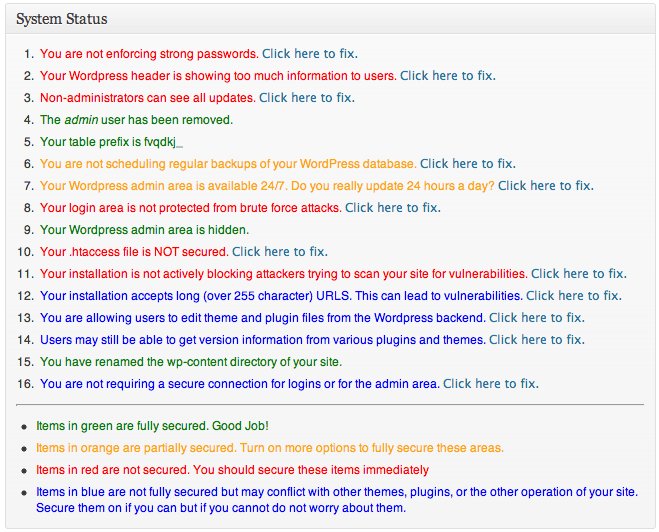 System Status
1. You are not enforcing strong passwords. Click here to fix.
2. Your Wordpress header is showing too much information to users. Click here to fix.
3. Non-administrators can see all updates. Click here to fix.
4. The admin user has been removed.
5. Your table prefix is fvqdkj_
6. You are not scheduling regular backups of your WordPress database. Click here to fix.
7. Your Wordpress admin area is available 24/7. Do you really update 24 hours a day? Click here to fix.
8. Your login area is not protected from brute force attacks. Click here to fix.
9. Your Wordpress admin area is hidden.
10. Your .htaccess file is NOT secured. Click here to fix.
11. Your installation is not actively blocking attackers trying to scan your site for vulnerabilities. Click here to fix.
12. Your installation accepts long (over 255 character) URLS. This can lead to vulnerabilities. Click here to fix.
13. You are allowing users to edit theme and plugin files from the Wordpress backend. Click here to fix.
14. Users may still be able to get version information from various plugins and themes. Click here to fix.
15. You have renamed the wp-content directory of your site.
16. You are not requiring a secure connection for logins or for the admin area. Click here to fix.
• Items in green are fully secured. Good Job!
• Items in orange are partially secured. Turn on more options to fully secure these areas.
• Items in red are not secured. You should secure these items immediately
• Items in blue are not fully secured but may conflict with other themes, plugins, or the other operation of your site.
Secure them on if you can but if you cannot do not worry about them.